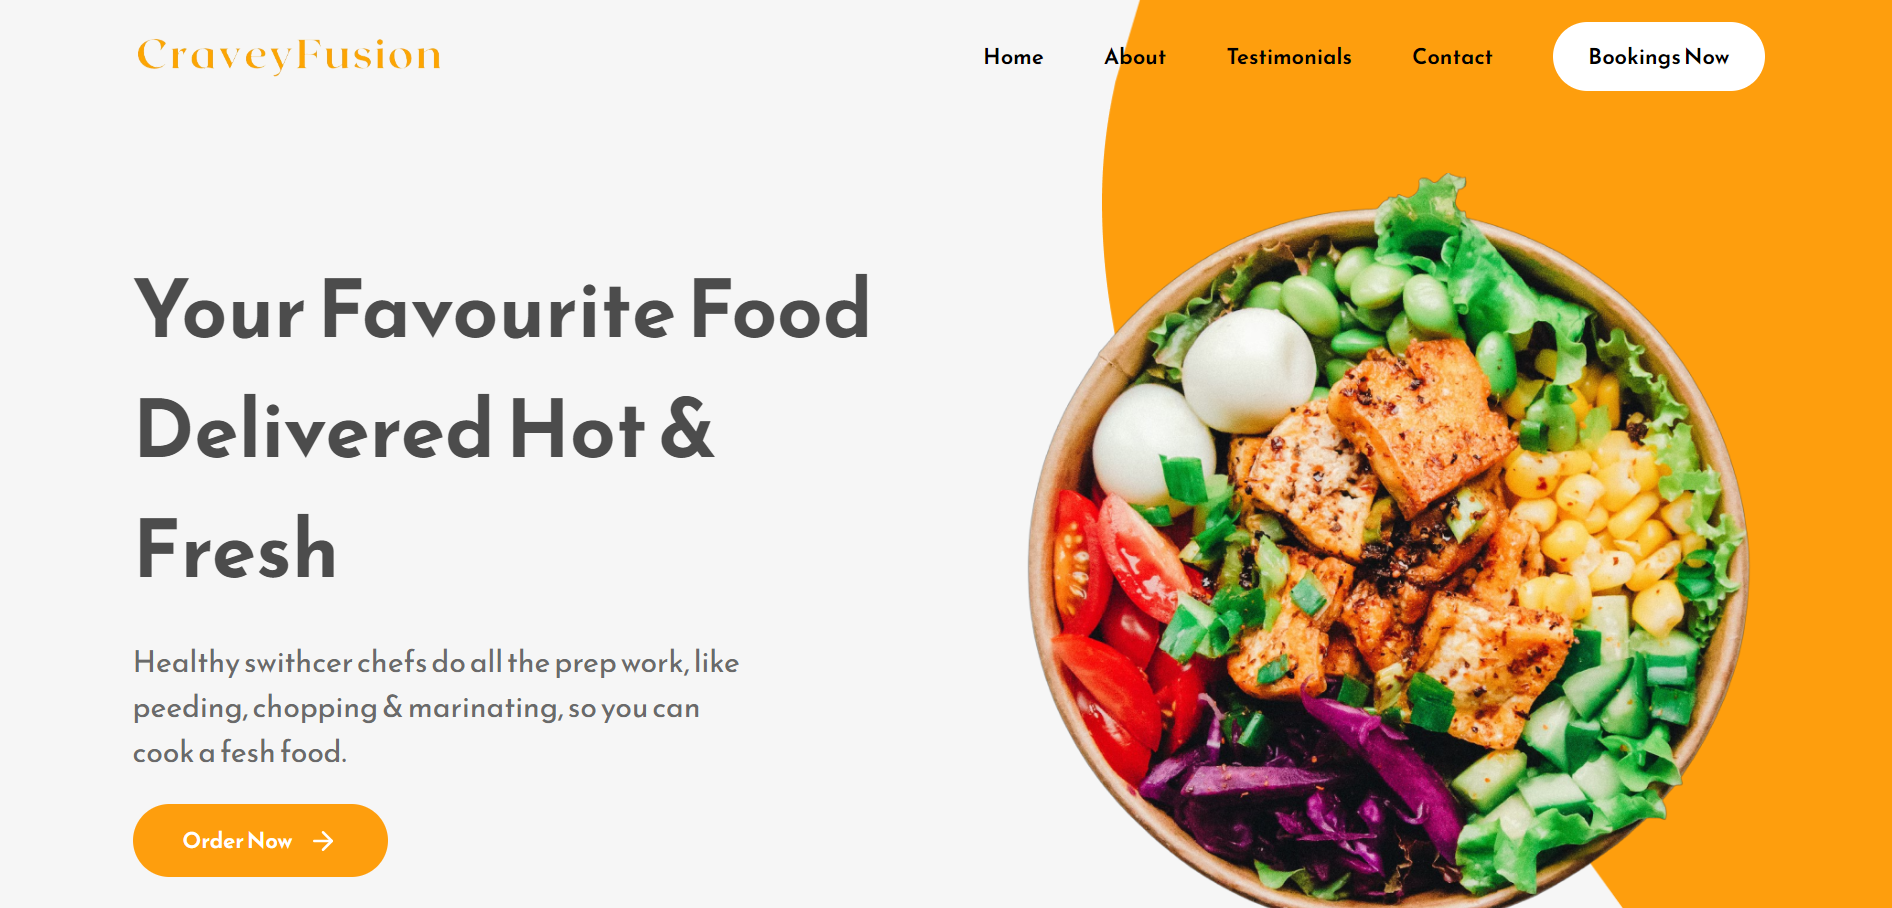 CraveyFusion
Home About Testimonials Contact Bookings Now
Your Favourite Food
Delivered Hot &
Fresh
Healthy swithcer chefs do all the prep work, like
peeding, chopping & marinating, so you can
cook a fesh food.
Order Now